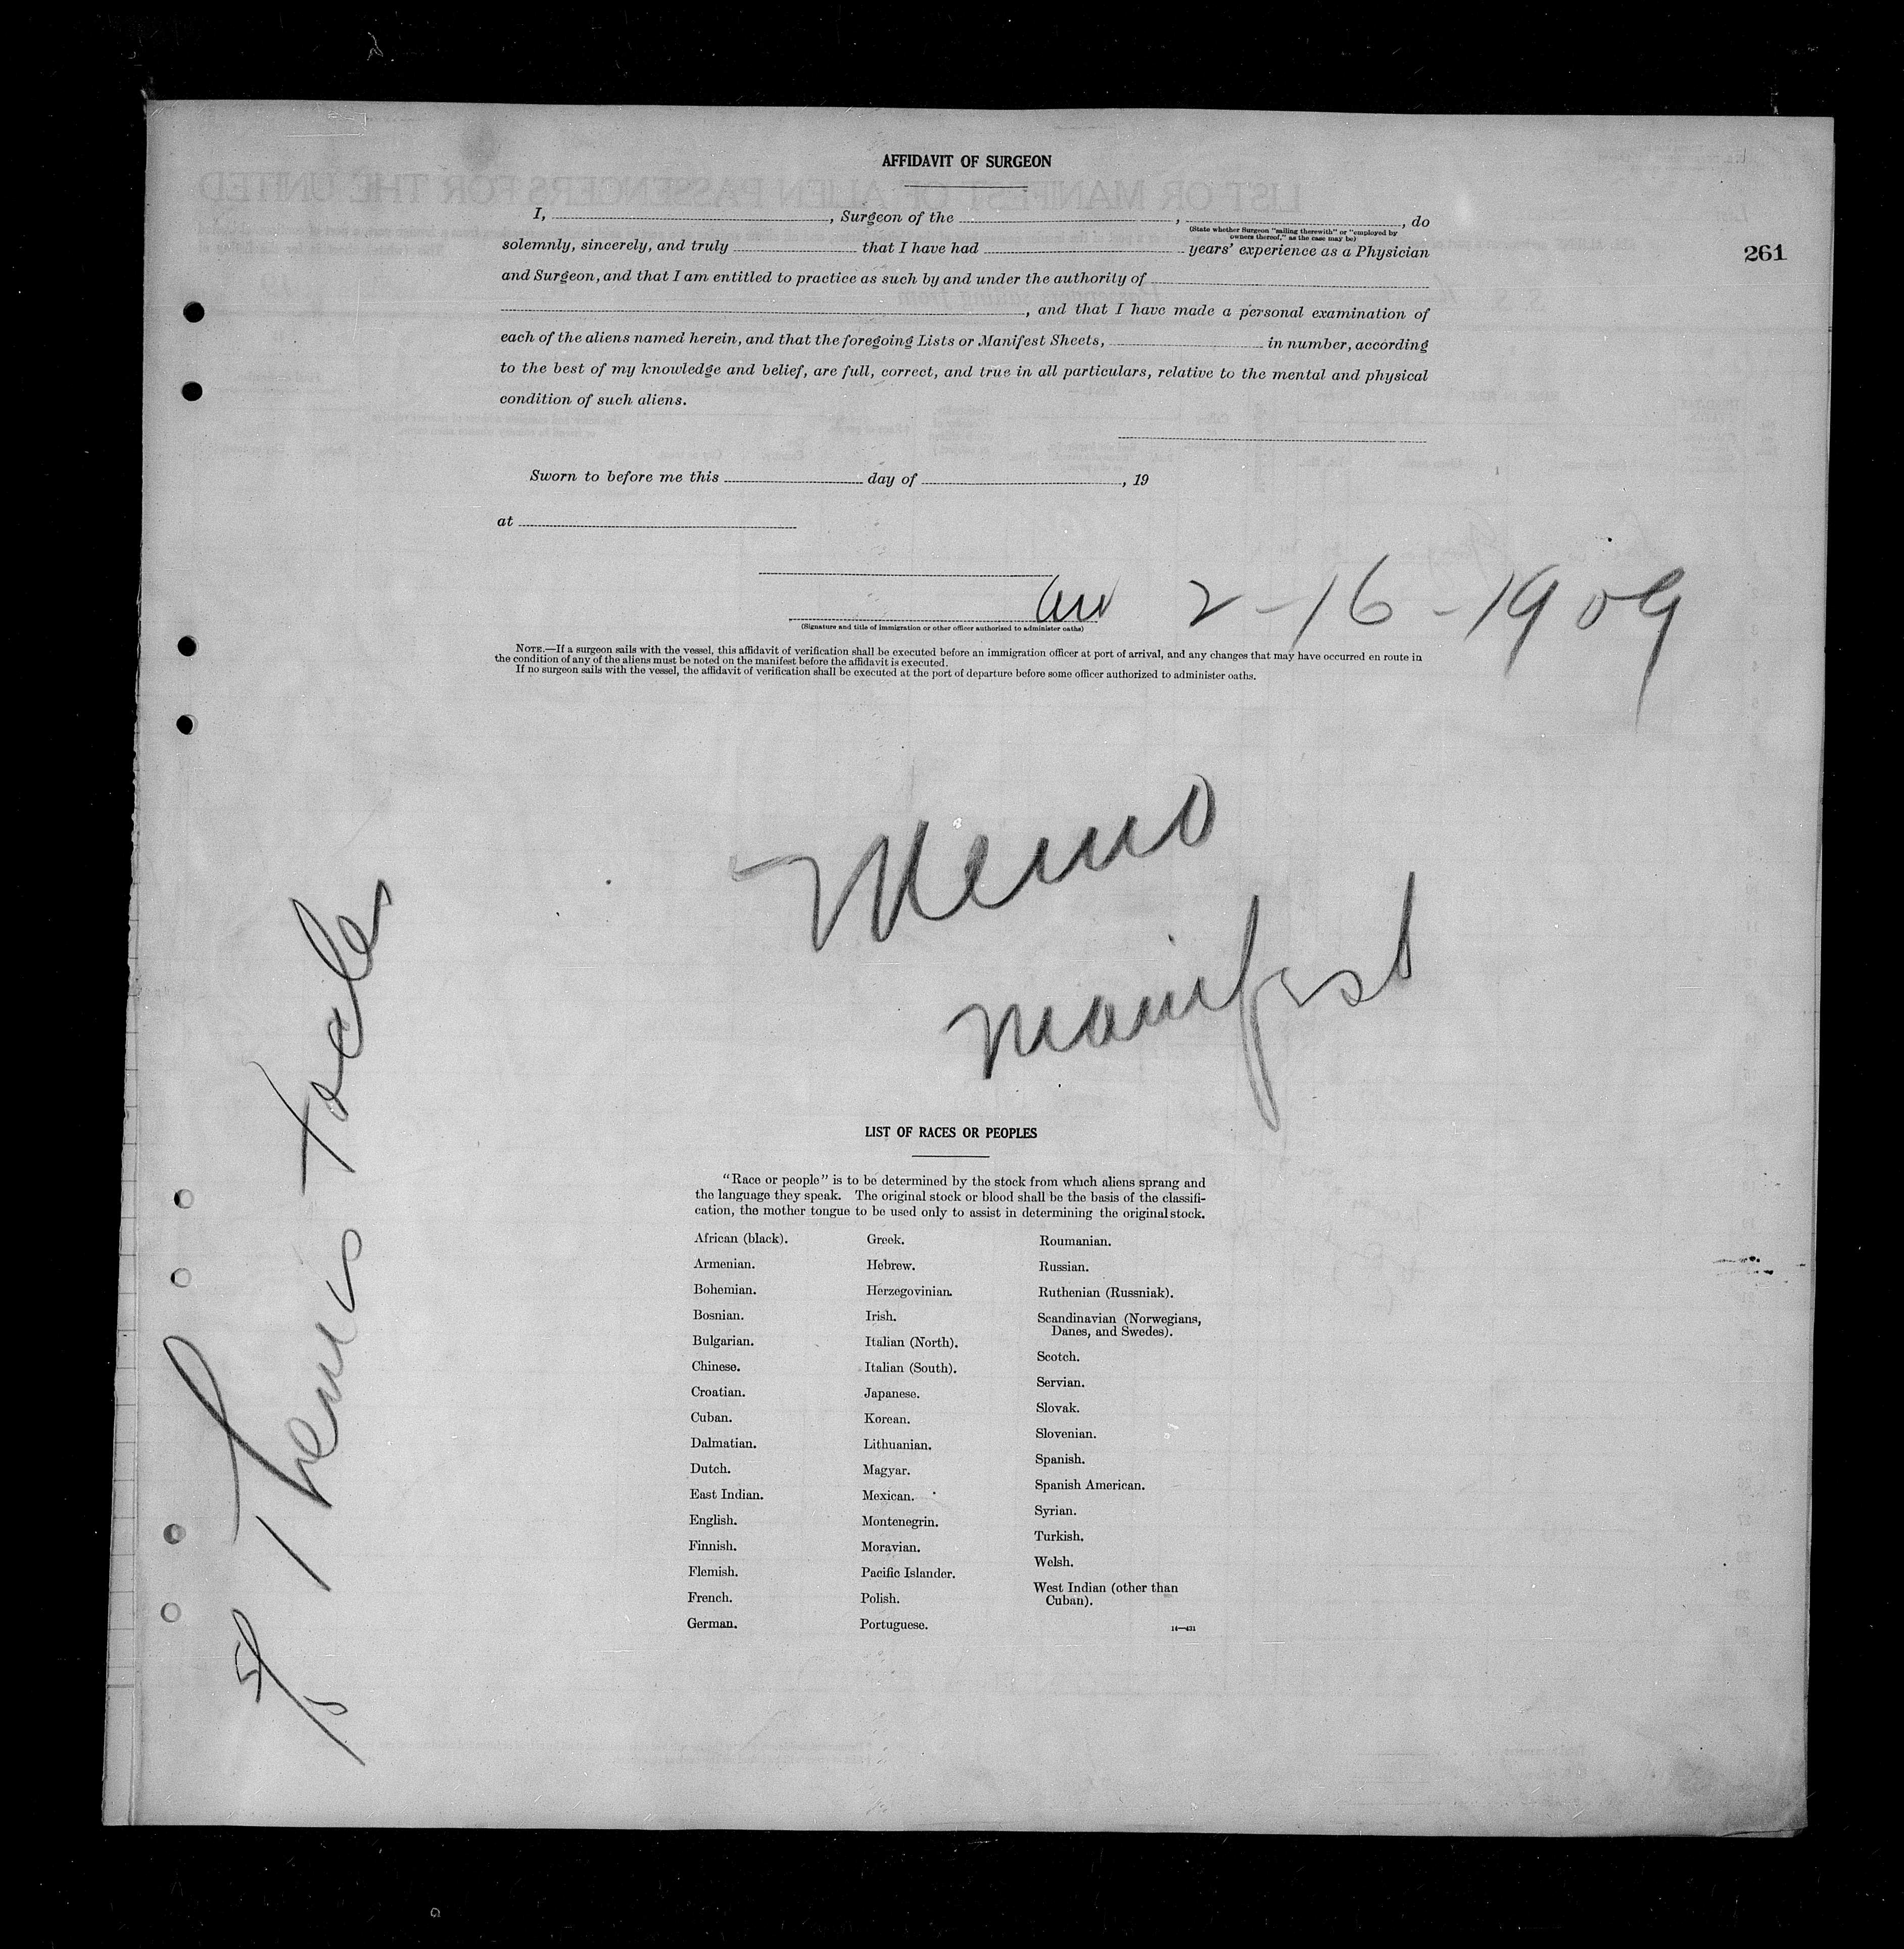 AFFIDAVIT OF SURGEON
I, , Surgeon of the , , do
(State whether Surgeon "sailing therewith" or "employed by
owners thereof," as the case may be)
solemnly, sincerely, and truly that I have had years' experience as a Physician
261
and Surgeon, and that I am entitled to practice as such by and under the authority of
, and that I have made a personal examination of
each of the aliens named herein, and that the foregoing Lists or Manifest Sheets, in number, according
to the best of my knowledge and belief, are full, correct, and true in all particulars, relative to the mental and physical
condition of such aliens.
Sworn to before me this day of , 19
at
2-16-1909
(Signature and title of immigration or other officer authorized to administer oaths)
NOTE.—If a surgeon sails with the vessel, this affidavit of verification shall be executed before an immigration officer at port of arrival, and any changes that may have occurred en route in
the condition of any of the aliens must be noted on the manifest before the affidavit is executed.
If no surgeon sails with the vessel, the affidavit of verification shall be executed at the port of departure before some officer authorized to administer oaths.
Memo
Manifest
LIST OF RACES OR PEOPLES
"Race or people" is to be determined by the stock from which aliens sprang and
the language they speak. The original stock or blood shall be the basis of the classifi-
cation, the mother tongue to be used only to assist in determining the original stock.
African (black).
Armenian.
Bohemian.
Bosnian.
Bulgarian.
Chinese.
Croatian.
Cuban.
Dalmatian.
Dutch.
East Indian.
English.
Finnish.
Flemish.
French.
German.
Greek.
Hebrew.
Herzegovinian.
Irish.
Italian (North).
Italian (South).
Japanese.
Korean.
Lithuanian.
Magyar.
Mexican.
Montenegrin.
Moravian.
Pacific Islander.
Polish.
Portuguese.
Roumanian.
Russian.
Ruthenian (Russniak).
Scandinavian (Norwegians,
Danes, and Swedes).
Scotch.
Servian.
Slovak.
Slovenian.
Spanish.
Spanish American.
Syrian.
Turkish.
Welsh.
West Indian (other than
Cuban).
14—431
S/S Themistocles